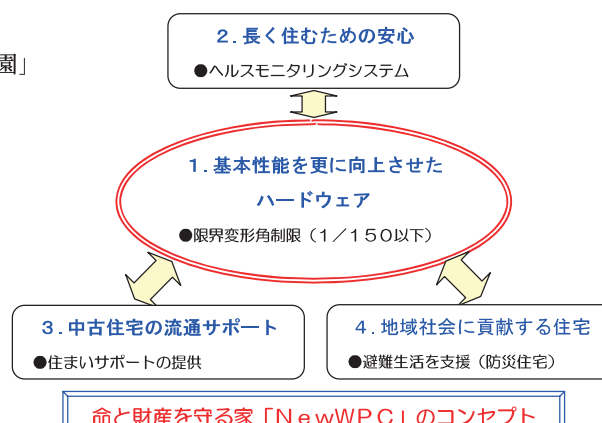 園」
2.長く住むための安心
●ヘルスモニタリングシステム
1.基本性能を更に向上させた
ハードウェア
●限界変形角制限(1/150以下)
3.中古住宅の流通サポート
●住まいサポートの提供
4.地域社会に貢献する住宅
●避難生活を支援(防災住宅)
命と財産を守る家「NewWPC」のコンセプト